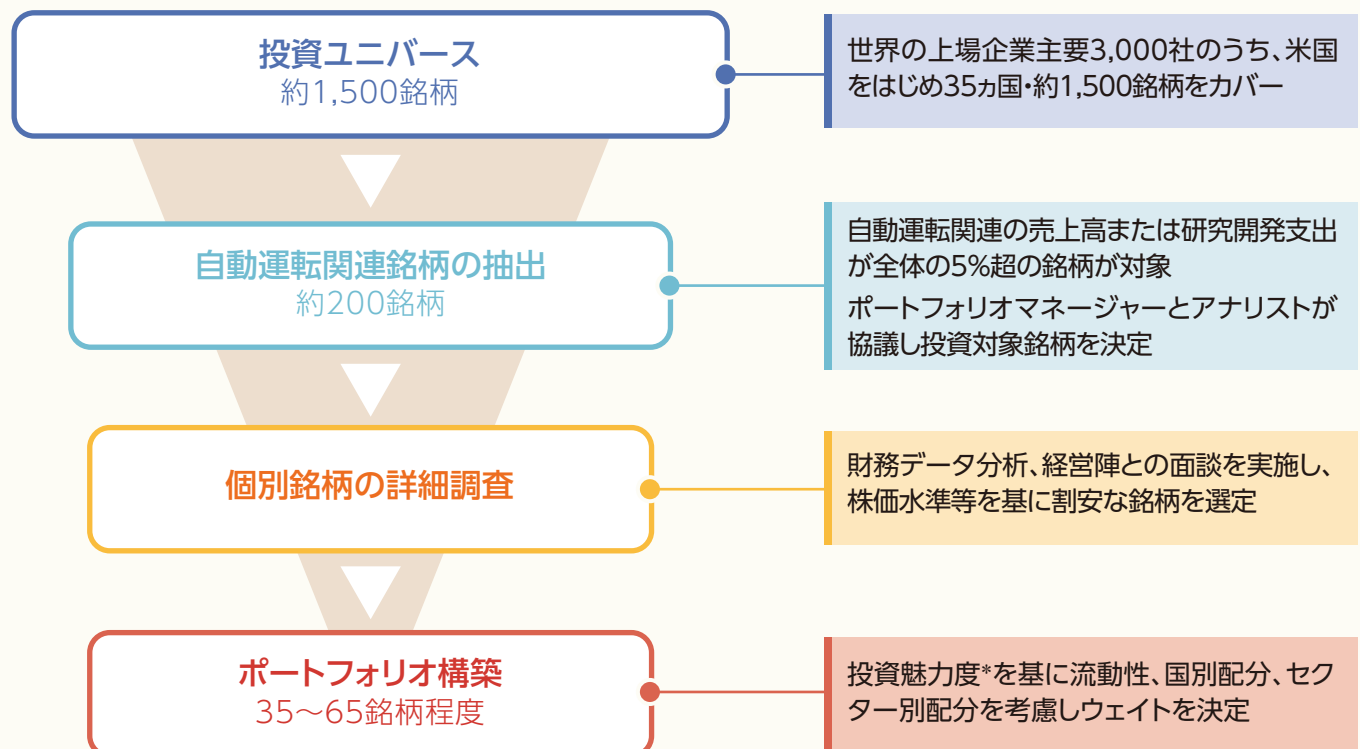 投資ユニバース
約1,500銘柄
世界の上場企業主要3,000社のうち、米国
をはじめ35ヵ国・約1,500銘柄をカバー
自動運転関連銘柄の抽出
約200銘柄
自動運転関連の売上高または研究開発支出
が全体の5%超の銘柄が対象
ポートフォリオマネージャーとアナリストが
協議し投資対象銘柄を決定
個別銘柄の詳細調査
財務データ分析、経営陣との面談を実施し、
株価水準等を基に割安な銘柄を選定
ポートフォリオ構築
35〜65銘柄程度
投資魅力度*を基に流動性、国別配分、セク
ター別配分を考慮しウェイトを決定